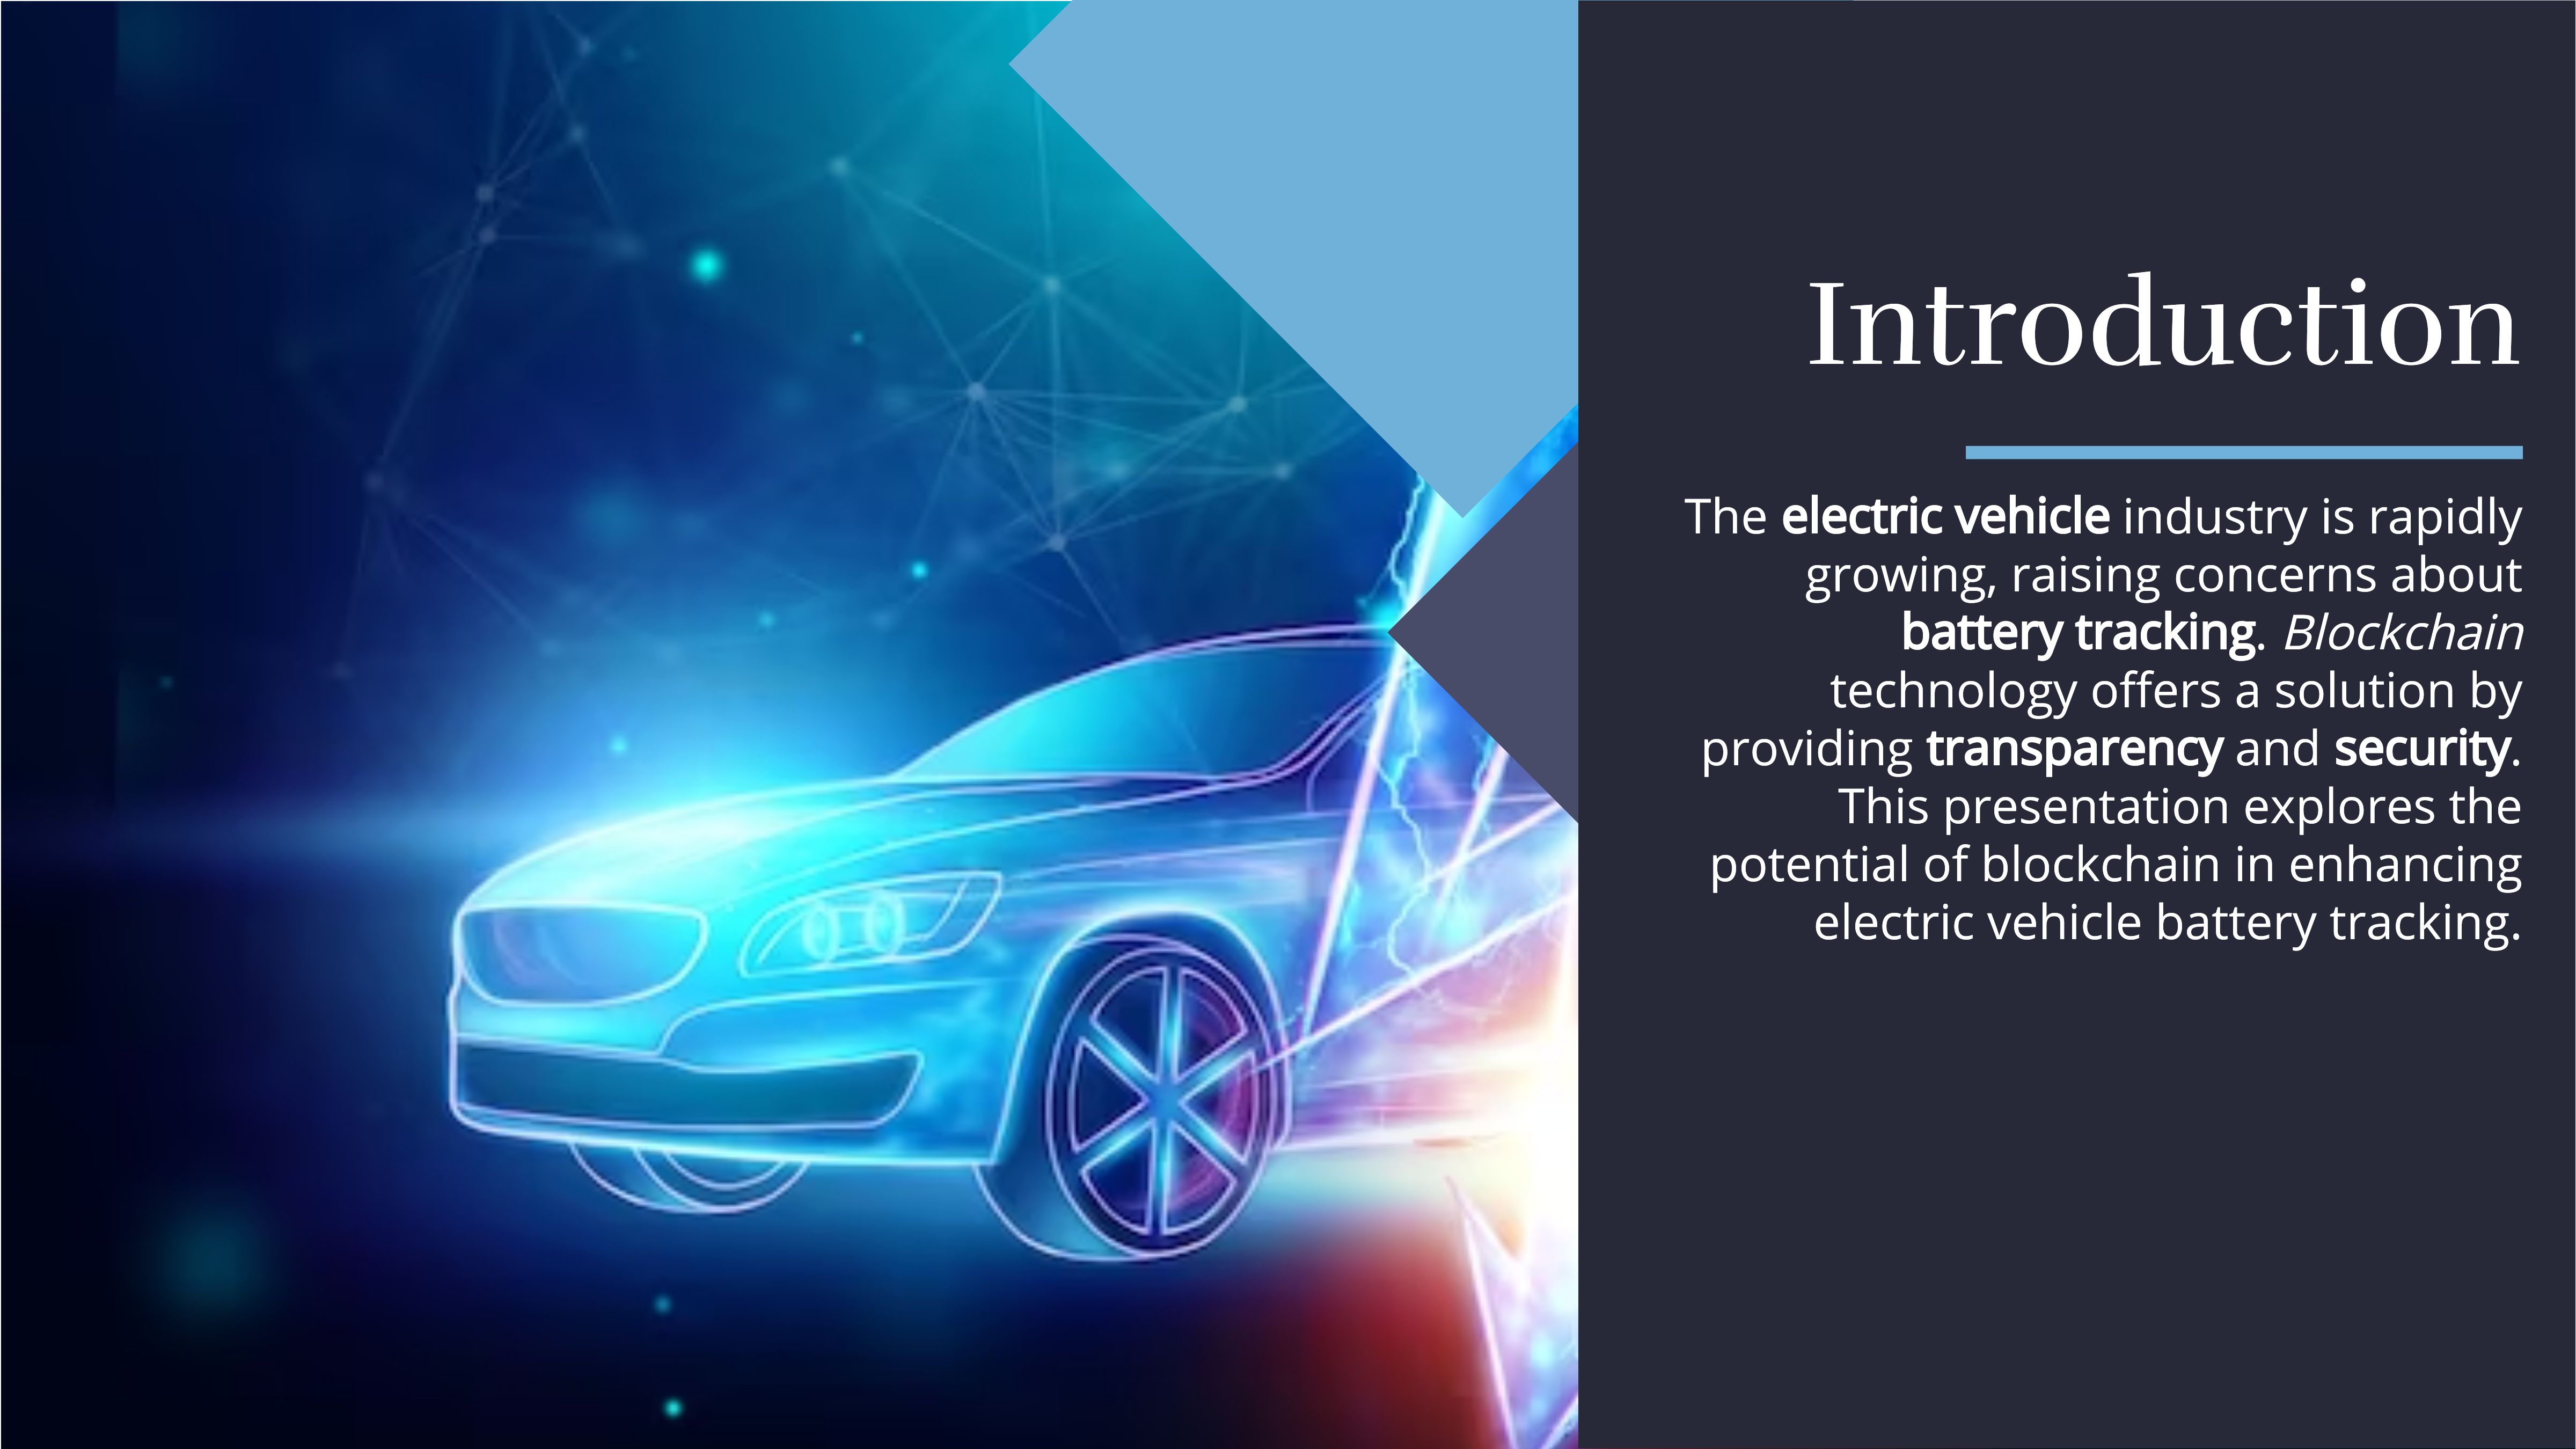 Introduction
The electric vehicle industry is rapidly
growing, raising concerns about
battery tracking. Blockchain
technology offers a solution by
providing transparency and security.
This presentation explores the
potential of blockchain in enhancing
electric vehicle battery tracking.